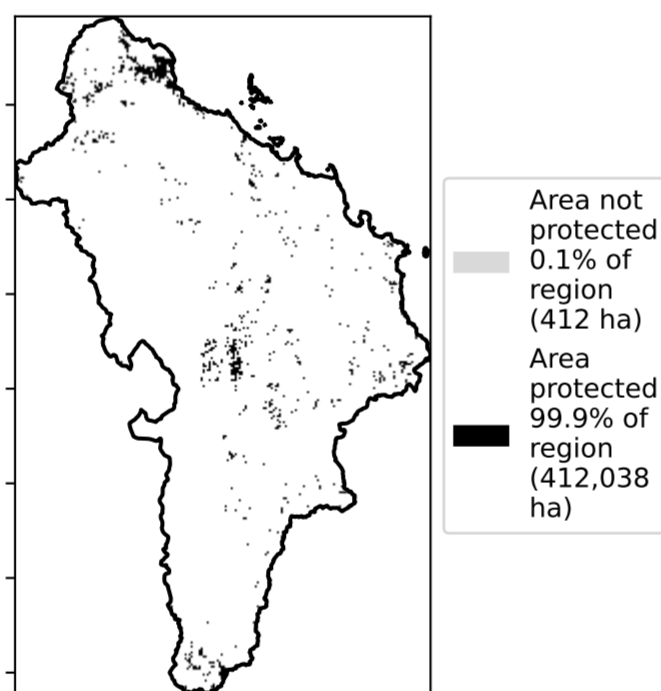 Area not
protected
0.1% of
region
(412 ha)
Area
protected
99.9% of
region
(412,038
ha)